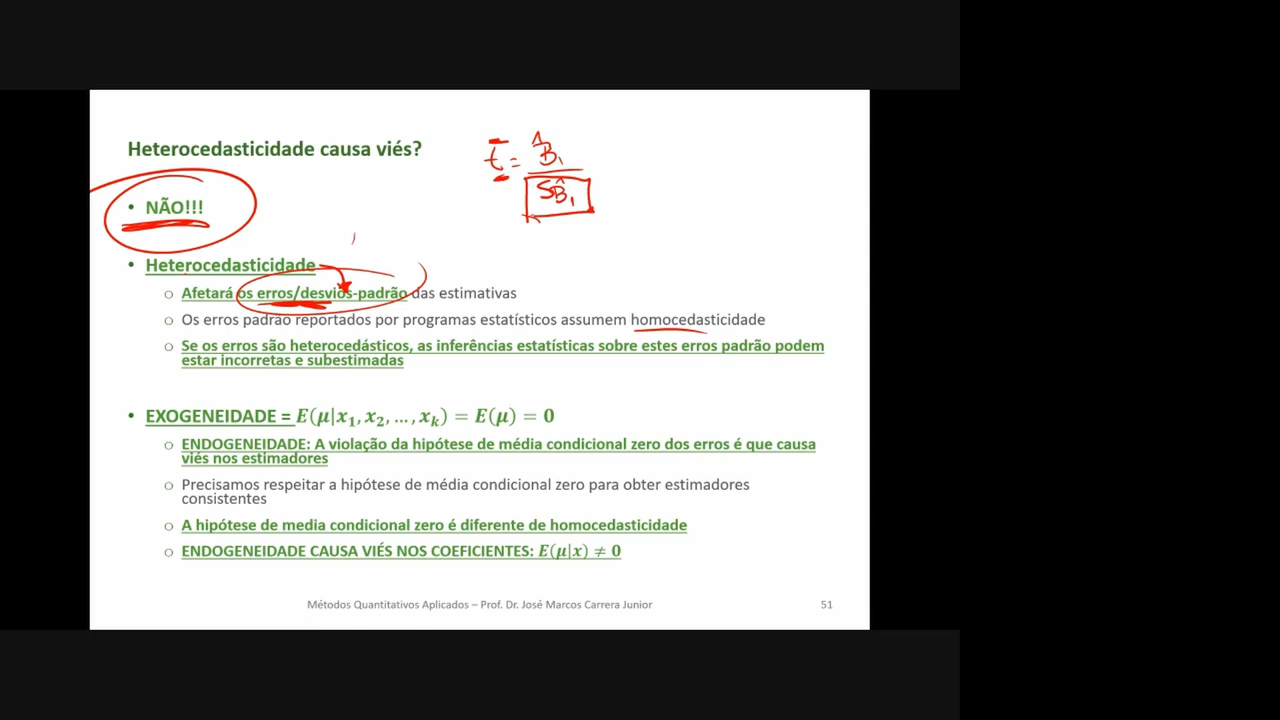 Heterocedasticidade causa viés?
t = β̂₁ / Sβ̂₁
• NÃO!!!
• Heterocedasticidade
o Afetará os erros/desvios-padrão das estimativas
o Os erros padrão reportados por programas estatísticos assumem homocedasticidade
o Se os erros são heterocedásticos, as inferências estatísticas sobre estes erros padrão podem
estar incorretas e subestimadas
• EXOGENEIDADE = E(μ|x₁, x₂, …, xₖ) = E(μ) = 0
o ENDOGENEIDADE: A violação da hipótese de média condicional zero dos erros é que causa
viés nos estimadores
o Precisamos respeitar a hipótese de média condicional zero para obter estimadores
consistentes
o A hipótese de media condicional zero é diferente de homocedasticidade
o ENDOGENEIDADE CAUSA VIÉS NOS COEFICIENTES: E(μ|x) ≠ 0
Métodos Quantitativos Aplicados – Prof. Dr. José Marcos Carrera Junior
51